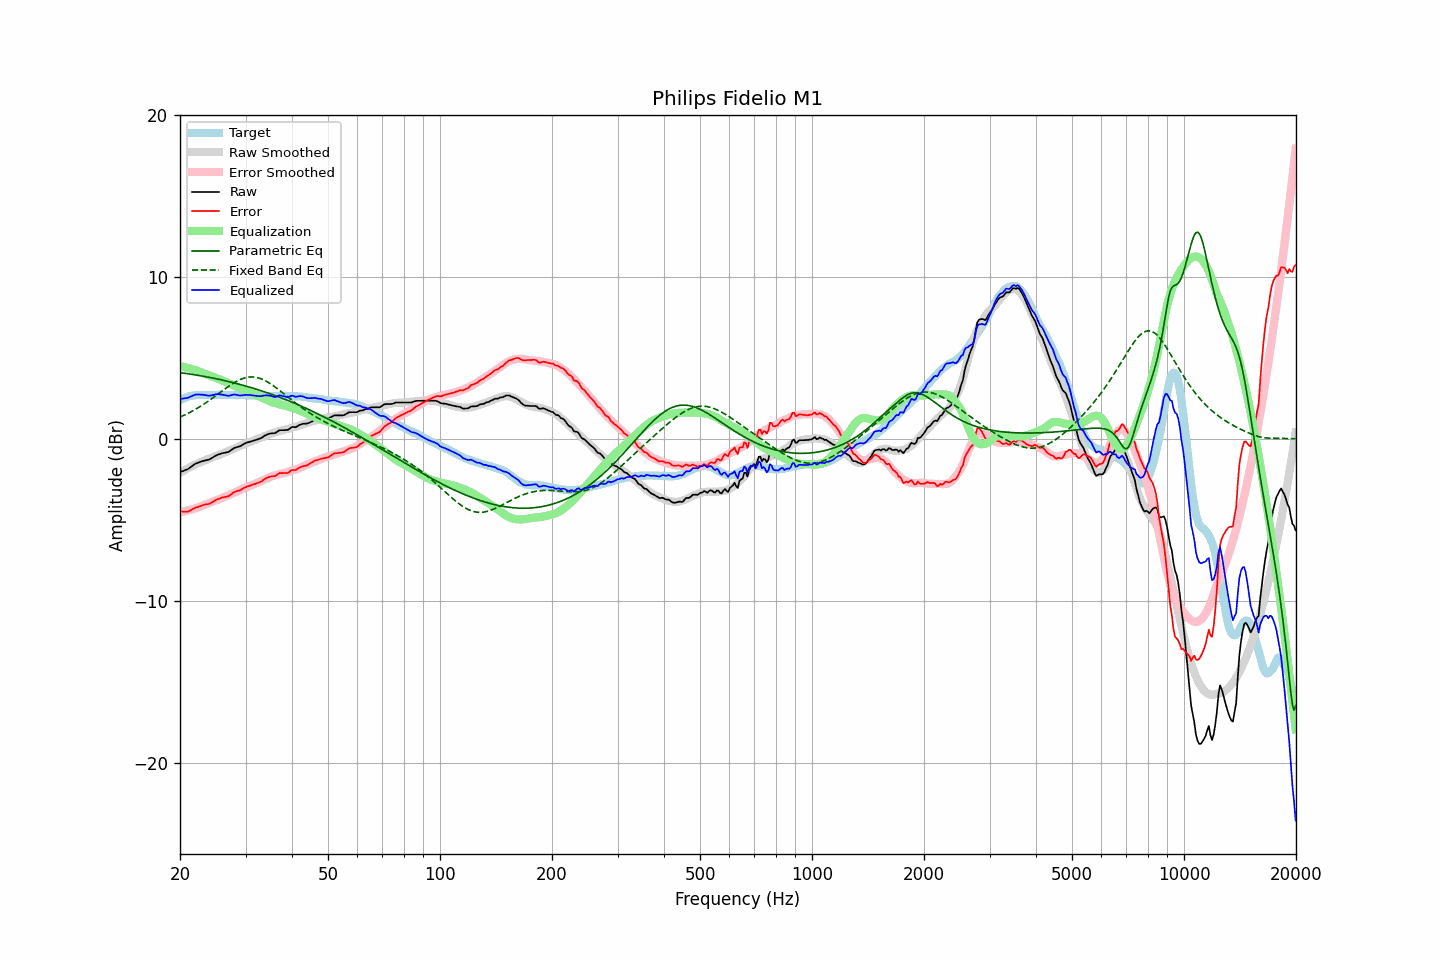 Philips Fidelio M1
Amplitude (dBr)
20
10
0
−10
−20
Target
Raw Smoothed
Error Smoothed
Raw
Error
Equalization
Parametric Eq
Fixed Band Eq
Equalized
20 50 100 200 500 1000 2000 5000 10000 20000
Frequency (Hz)